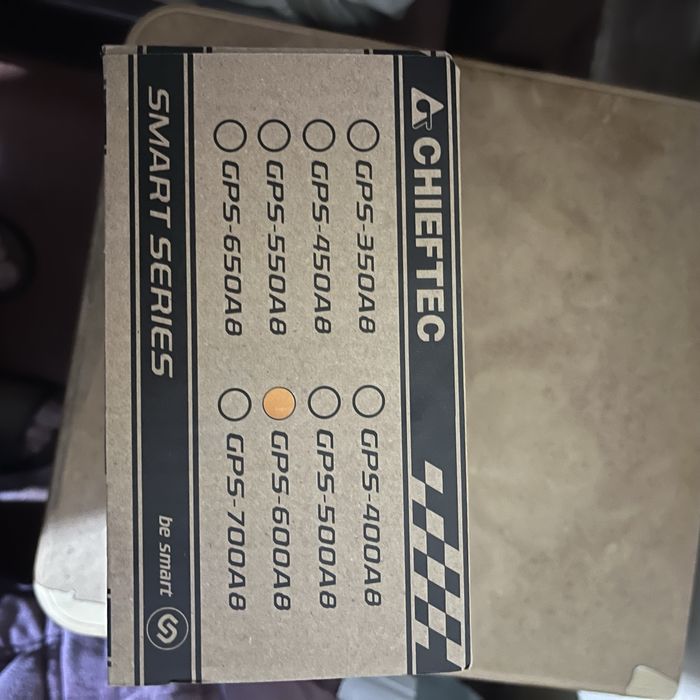 CHIEFTEC
GPS-350A8 GPS-400A8
GPS-450A8 GPS-500A8
GPS-550A8 GPS-600A8
GPS-650A8 GPS-700A8
SMART SERIES be smart